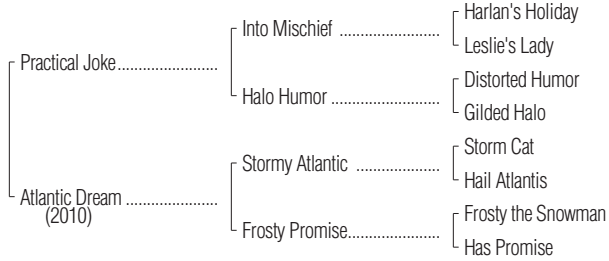 Harlan's Holiday
Into Mischief ....................
Leslie's Lady
Practical Joke........................
Distorted Humor
Halo Humor ......................
Gilded Halo
Storm Cat
Stormy Atlantic .................
Hail Atlantis
Atlantic Dream ......................
(2010)
Frosty the Snowman
Frosty Promise...................
Has Promise